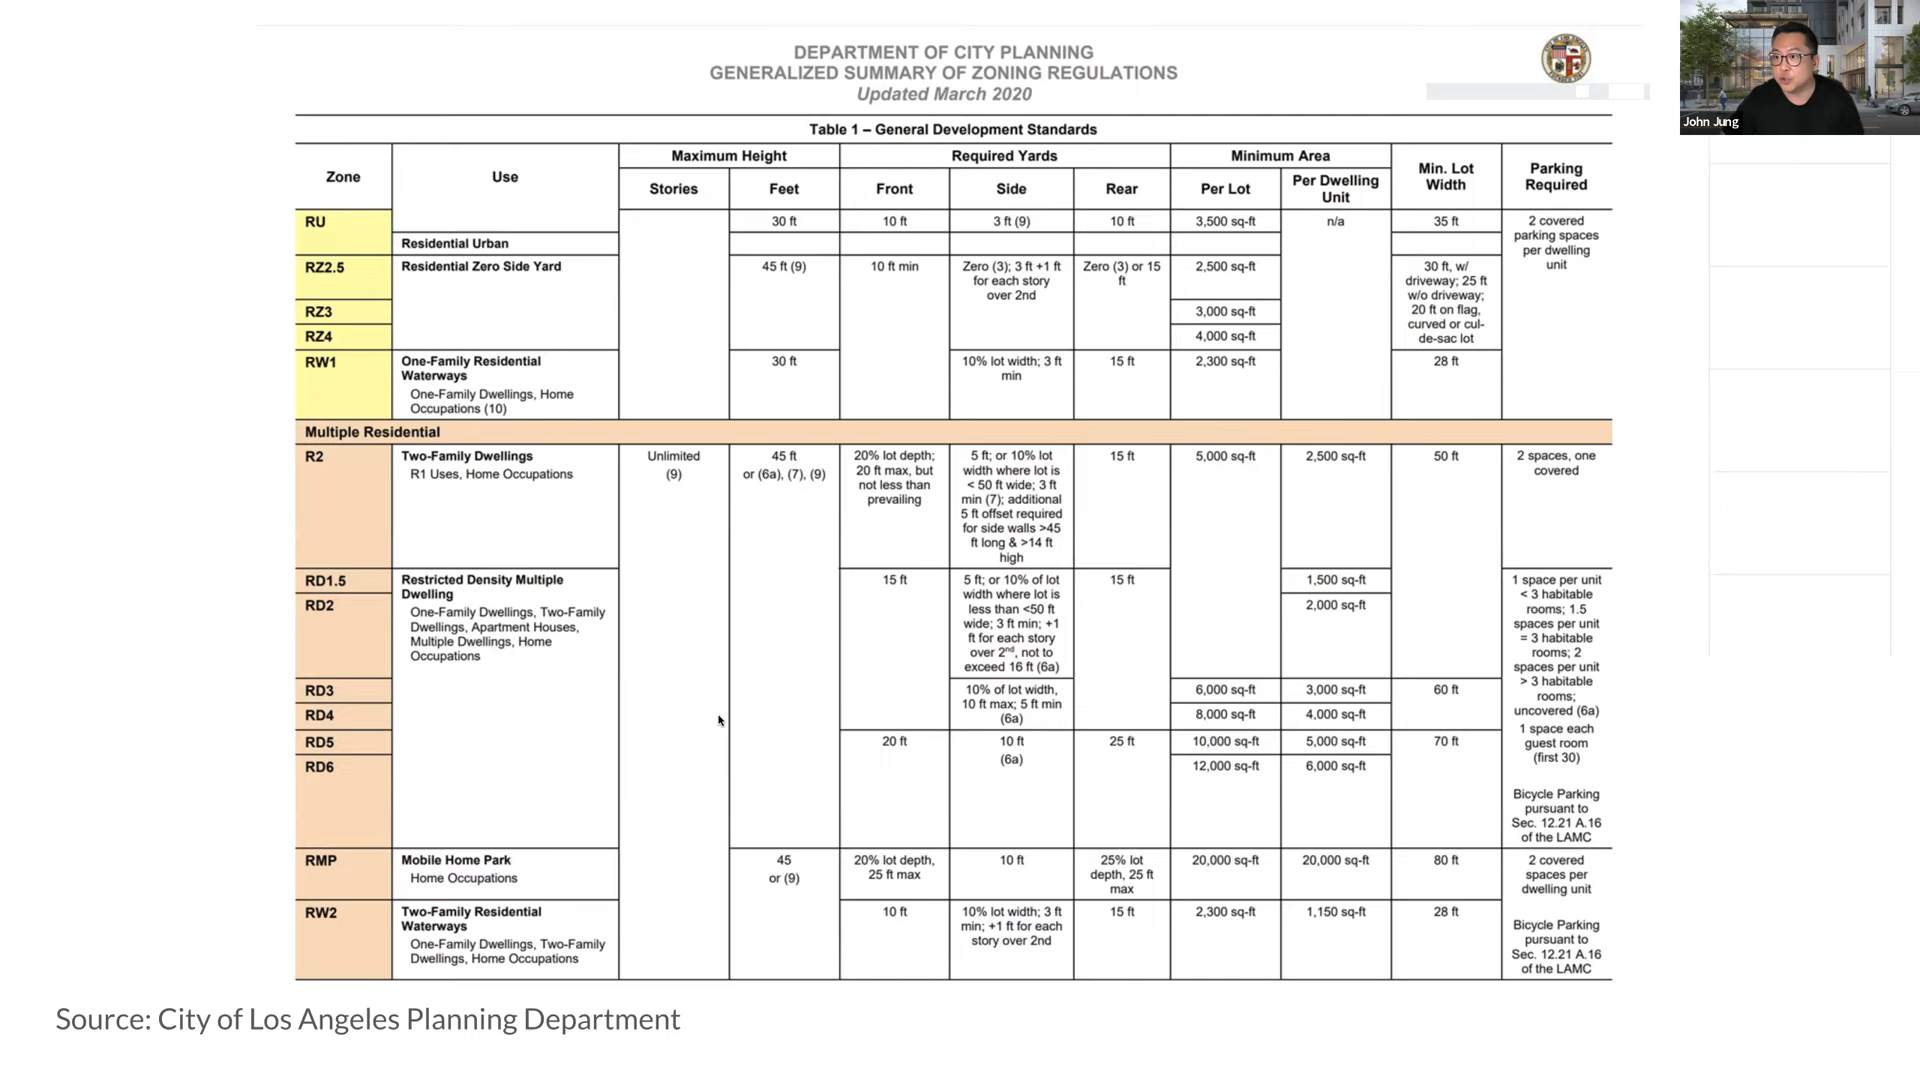 DEPARTMENT OF CITY PLANNING
GENERALIZED SUMMARY OF ZONING REGULATIONS
Updated March 2020
John Jung
Table 1 – General Development Standards
Zone
Use
Maximum Height
Required Yards
Minimum Area
Min. Lot
Width
Parking
Required
Stories
Feet
Front
Side
Rear
Per Lot
Per Dwelling
Unit
RU
30 ft
10 ft
3 ft (9)
10 ft
3,500 sq-ft
n/a
35 ft
2 covered
parking spaces
per dwelling
unit
Residential Urban
RZ2.5
Residential Zero Side Yard
45 ft (9)
10 ft min
Zero (3); 3 ft +1 ft
for each story
over 2nd
Zero (3) or 15
ft
2,500 sq-ft
30 ft, w/
driveway; 25 ft
w/o driveway;
20 ft on flag,
curved or cul-
de-sac lot
RZ3
3,000 sq-ft
RZ4
4,000 sq-ft
RW1
One-Family Residential
Waterways
One-Family Dwellings, Home
Occupations (10)
30 ft
10% lot width; 3 ft
min
15 ft
2,300 sq-ft
28 ft
Multiple Residential
R2
Two-Family Dwellings
R1 Uses, Home Occupations
Unlimited
(9)
45 ft
or (6a), (7), (9)
20% lot depth;
20 ft max, but
not less than
prevailing
5 ft; or 10% lot
width where lot is
< 50 ft wide; 3 ft
min (7); additional
5 ft offset required
for side walls >45
ft long & >14 ft
high
15 ft
5,000 sq-ft
2,500 sq-ft
50 ft
2 spaces, one
covered
RD1.5
Restricted Density Multiple
Dwelling
One-Family Dwellings, Two-Family
Dwellings, Apartment Houses,
Multiple Dwellings, Home
Occupations
15 ft
5 ft; or 10% of lot
width where lot is
less than <50 ft
wide; 3 ft min; +1
ft for each story
over 2nd, not to
exceed 16 ft (6a)
15 ft
1,500 sq-ft
1 space per unit
< 3 habitable
rooms; 1.5
spaces per unit
= 3 habitable
rooms; 2
spaces per unit
> 3 habitable
rooms;
uncovered (6a)
1 space each
guest room
(first 30)
Bicycle Parking
pursuant to
Sec. 12.21 A.16
of the LAMC
RD2
2,000 sq-ft
RD3
10% of lot width,
10 ft max; 5 ft min
(6a)
6,000 sq-ft
3,000 sq-ft
60 ft
RD4
8,000 sq-ft
4,000 sq-ft
RD5
20 ft
10 ft
(6a)
25 ft
10,000 sq-ft
5,000 sq-ft
70 ft
RD6
12,000 sq-ft
6,000 sq-ft
RMP
Mobile Home Park
Home Occupations
45
or (9)
20% lot depth,
25 ft max
10 ft
25% lot
depth, 25 ft
max
20,000 sq-ft
20,000 sq-ft
80 ft
2 covered
spaces per
dwelling unit
Bicycle Parking
pursuant to
Sec. 12.21 A.16
of the LAMC
RW2
Two-Family Residential
Waterways
One-Family Dwellings, Two-Family
Dwellings, Home Occupations
10 ft
10% lot width; 3 ft
min; +1 ft for each
story over 2nd
15 ft
2,300 sq-ft
1,150 sq-ft
28 ft
Source: City of Los Angeles Planning Department